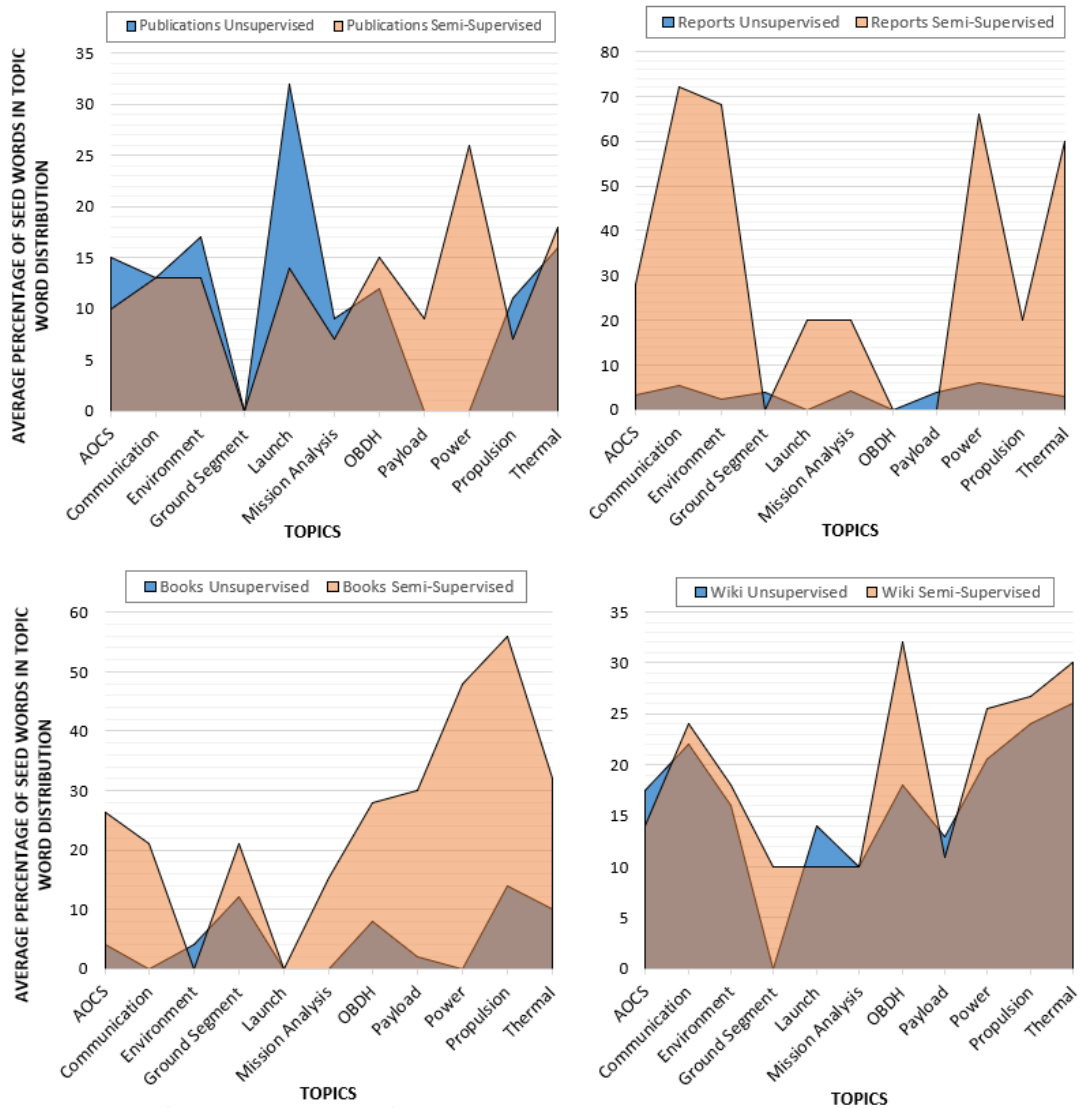 Publications Unsupervised Publications Semi-Supervised
AVERAGE PERCENTAGE OF SEED WORDS IN TOPIC
WORD DISTRIBUTION
35
30
25
20
15
10
5
0
AOCS
Communication
Environment
Ground Segment
Launch
Mission Analysis
OBDH
Payload
Power
Propulsion
Thermal
TOPICS
Reports Unsupervised Reports Semi-Supervised
80
70
60
50
40
30
20
10
0
AOCS
Communication
Environment
Ground Segment
Launch
Mission Analysis
OBDH
Payload
Power
Propulsion
Thermal
TOPICS
Books Unsupervised Books Semi-Supervised
AVERAGE PERCENTAGE OF SEED WORDS IN TOPIC
WORD DISTRIBUTION
60
50
40
30
20
10
0
AOCS
Communication
Environment
Ground Segment
Launch
Mission Analysis
OBDH
Payload
Power
Propulsion
Thermal
TOPICS
Wiki Unsupervised Wiki Semi-Supervised
35
30
25
20
15
10
5
0
AOCS
Communication
Environment
Ground Segment
Launch
Mission Analysis
OBDH
Payload
Power
Propulsion
Thermal
TOPICS